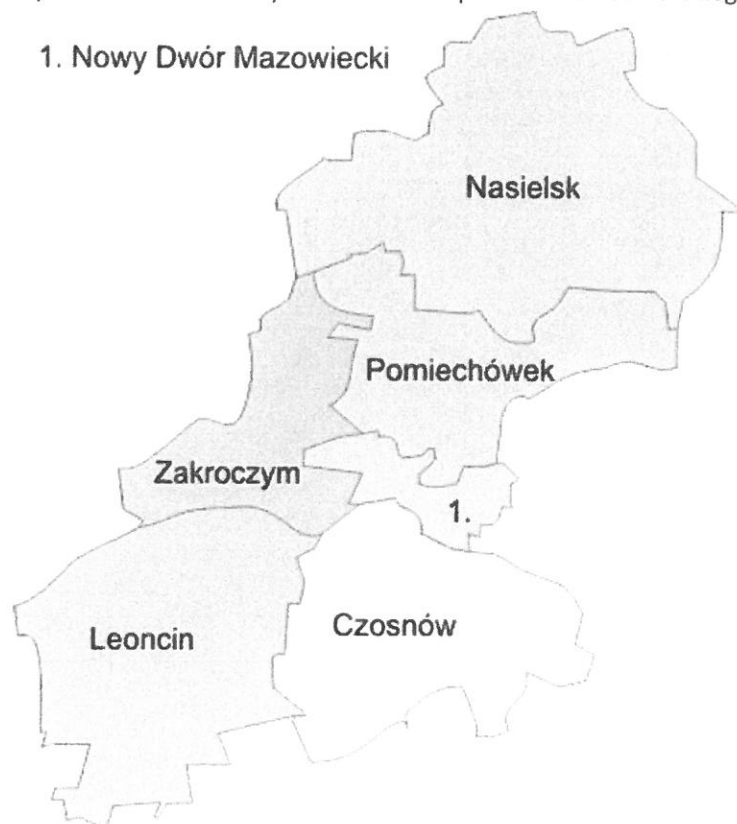 1. Nowy Dwór Mazowiecki
Nasielsk
Pomiechówek
Zakroczym
1.
Leoncin
Czosnów